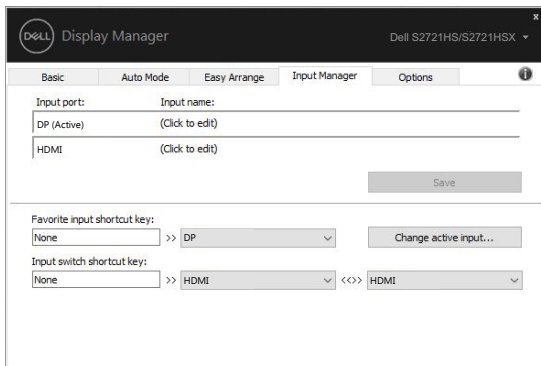 x
DELL Display Manager Dell S2721HS/S2721HSX
Basic Auto Mode Easy Arrange Input Manager Options i
Input port: Input name:
DP (Active) (Click to edit)
HDMI (Click to edit)
Save
Favorite input shortcut key:
None >> DP Change active input...
Input switch shortcut key:
None >> HDMI <<>> HDMI